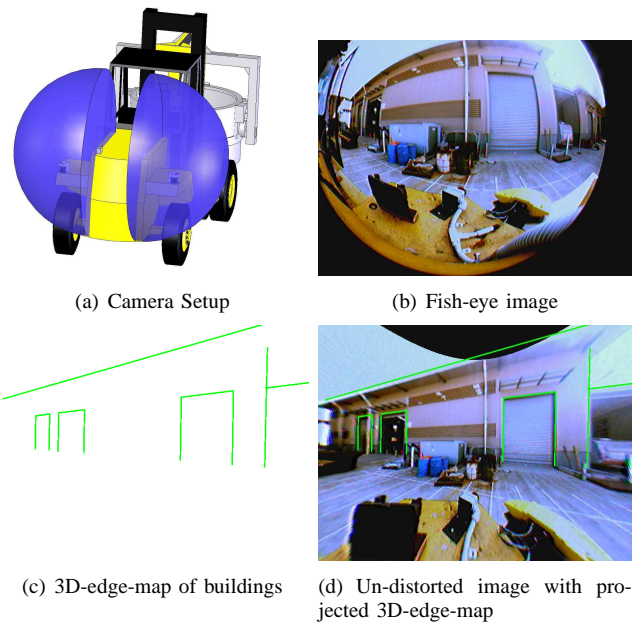 (a) Camera Setup
(b) Fish-eye image
(c) 3D-edge-map of buildings
(d) Un-distorted image with pro-
jected 3D-edge-map